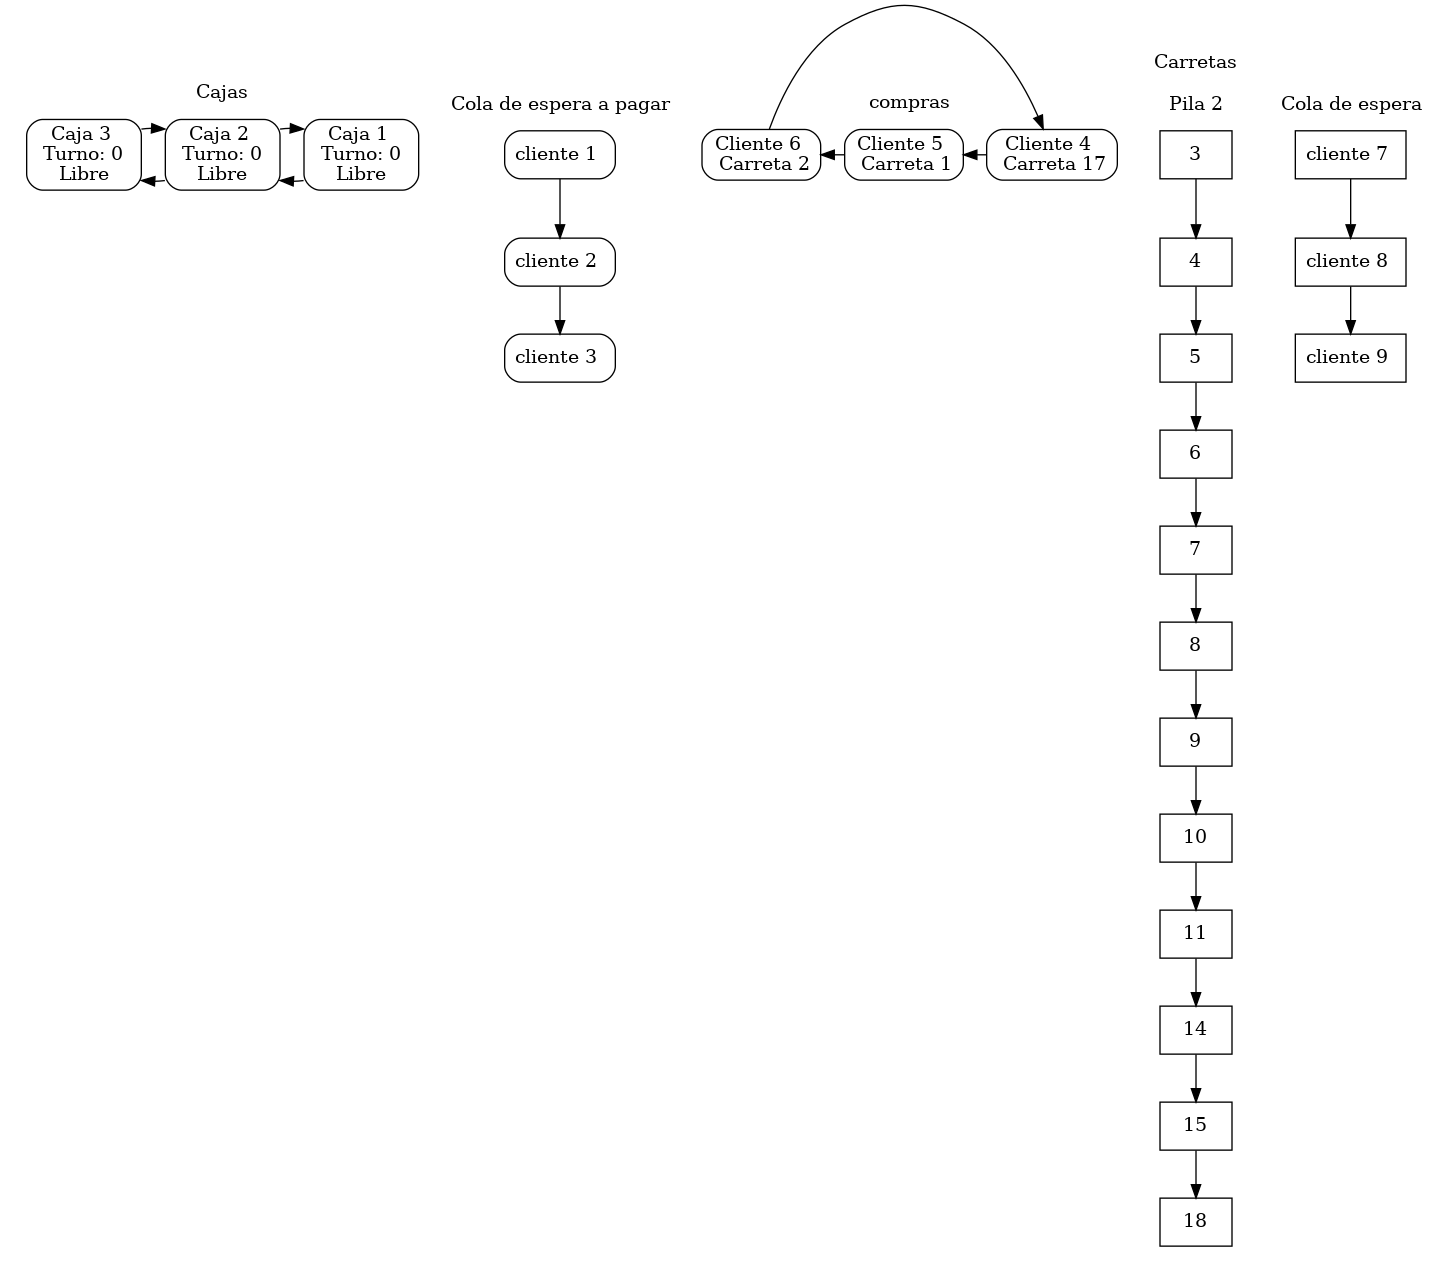 Cajas
Caja 3
Turno: 0
Libre
Caja 2
Turno: 0
Libre
Caja 1
Turno: 0
Libre
Cola de espera a pagar
cliente 1
cliente 2
cliente 3
compras
Cliente 6
Carreta 2
Cliente 5
Carreta 1
Cliente 4
Carreta 17
Carretas
Pila 2
3
4
5
6
7
8
9
10
11
14
15
18
Cola de espera
cliente 7
cliente 8
cliente 9